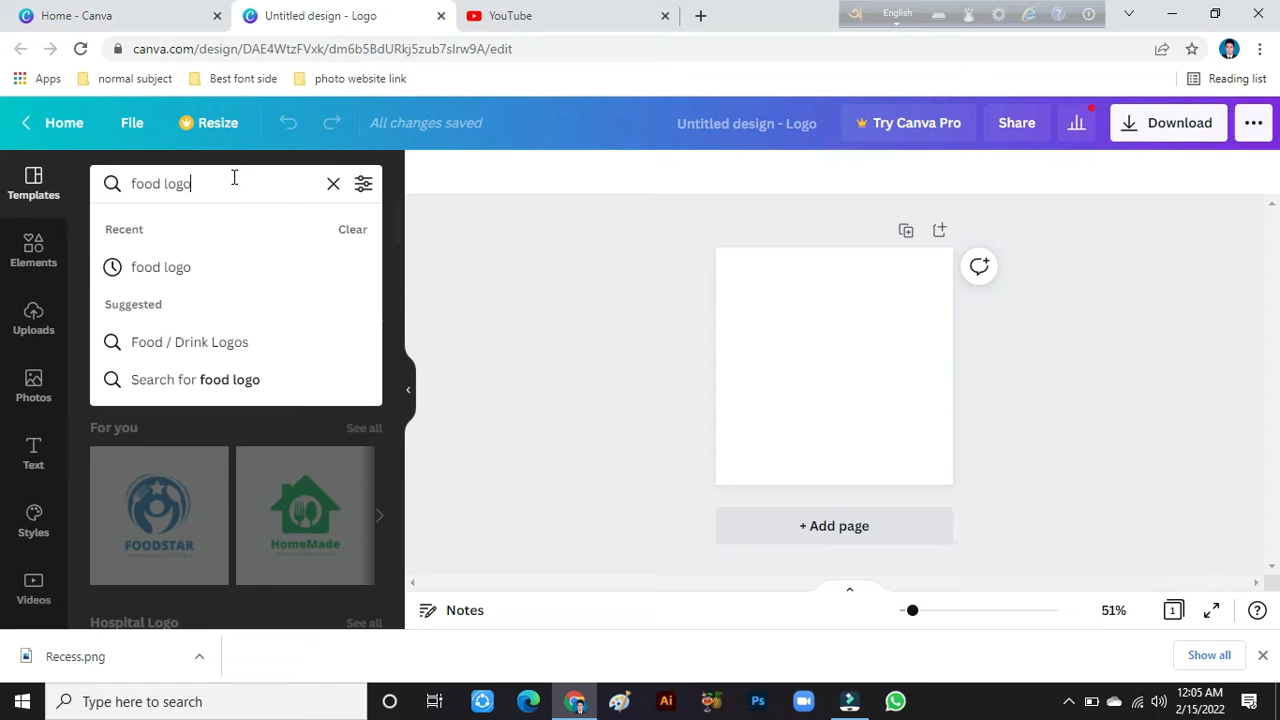 Home - Canva
Untitled design - Logo
YouTube
English
canva.com/design/DAE4WtzFVxk/dm6b5BdURkj5zub7slrw9A/edit
Apps
normal subject
Best font side
photo website link
Reading list
Home
File
Resize
All changes saved
Untitled design - Logo
Try Canva Pro
Share
Download
Templates
Elements
Uploads
Photos
Text
Styles
Videos
food logo
Recent
Clear
food logo
Suggested
Food / Drink Logos
Search for food logo
For you
See all
FOODSTAR
HomeMade
Hospital Logo
See all
+ Add page
Notes
51%
1
Recess.png
Show all
Type here to search
Ai
Ps
12:05 AM
2/15/2022